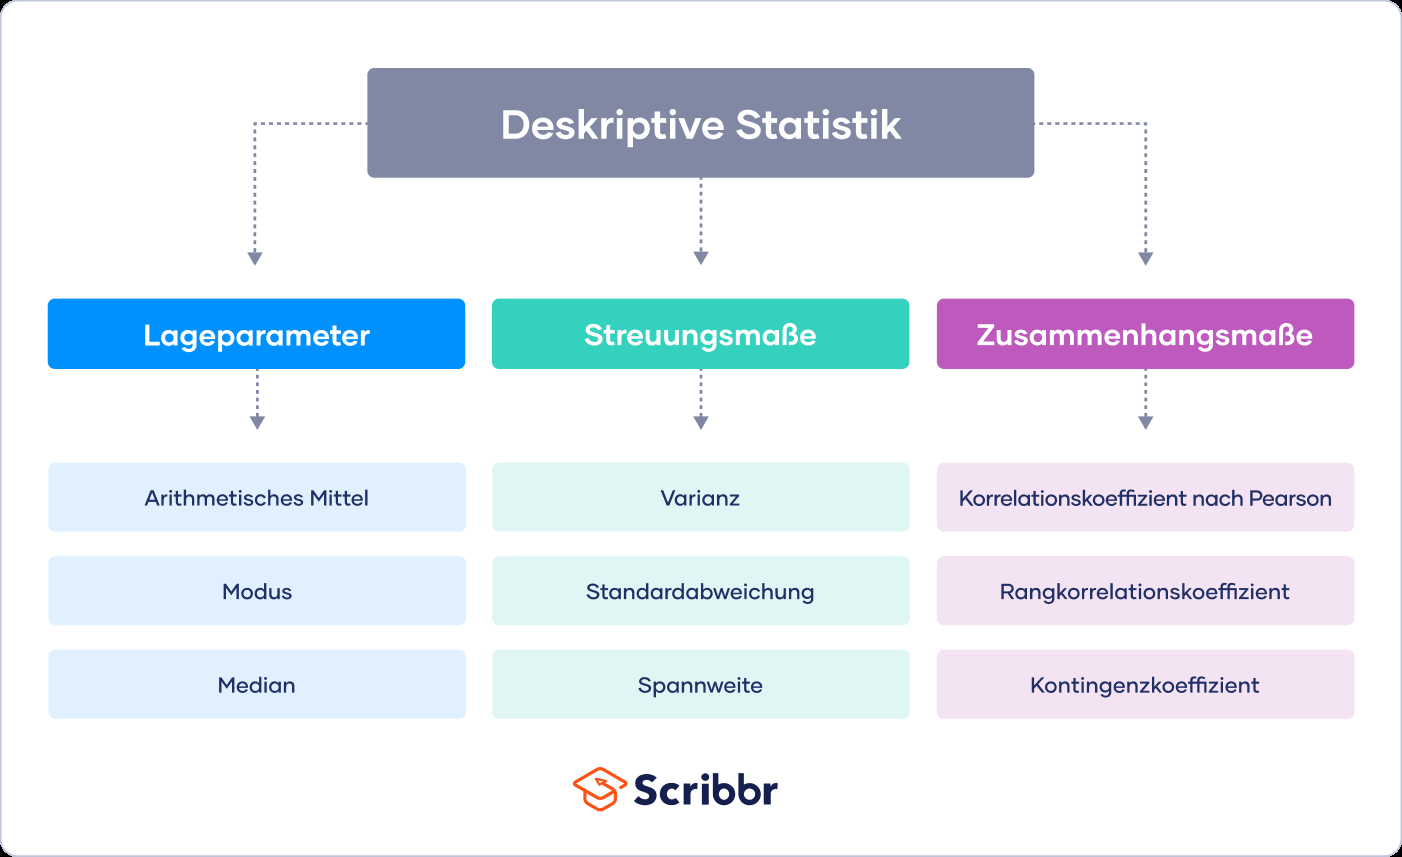 Deskriptive Statistik
Lageparameter
Streuungsmaße
Zusammenhangsmaße
Arithmetisches Mittel
Varianz
Korrelationskoeffizient nach Pearson
Modus
Standardabweichung
Rangkorrelationskoeffizient
Median
Spannweite
Kontingenzkoeffizient
Scribbr